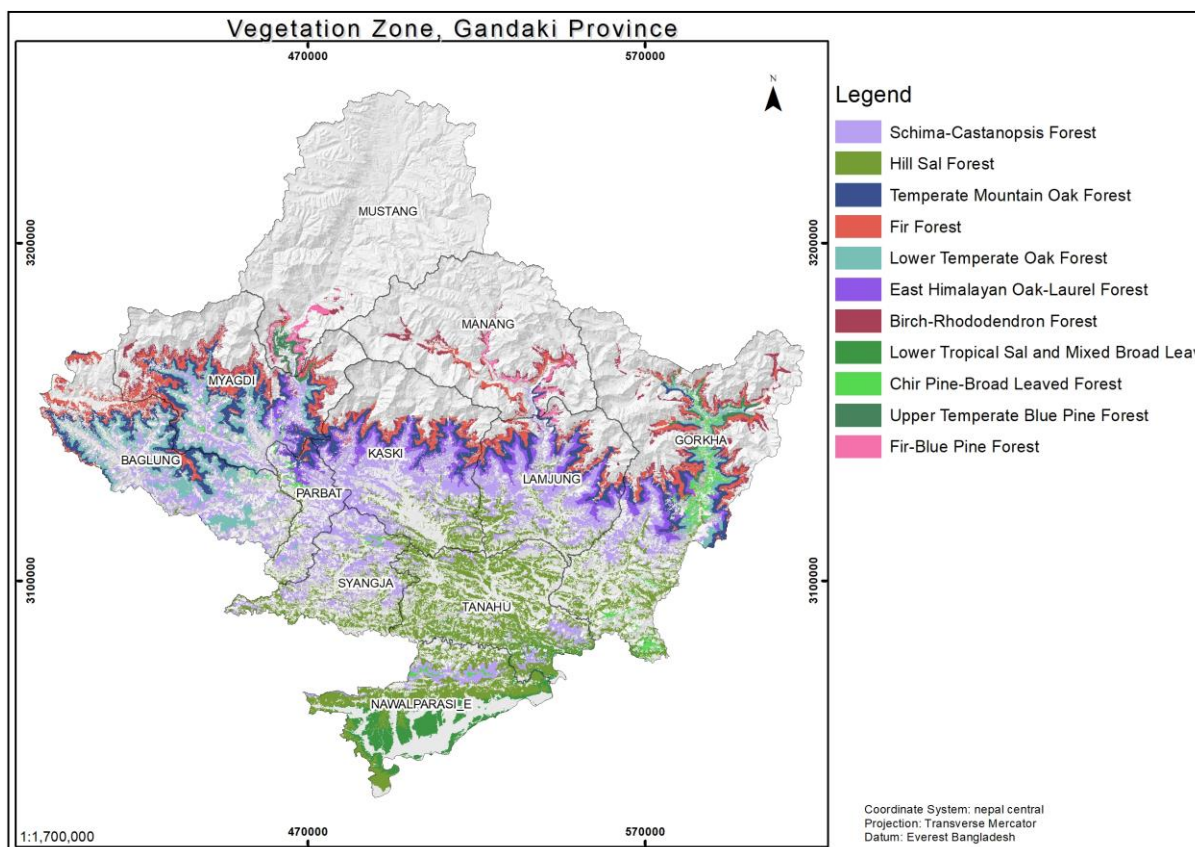 Vegetation Zone, Gandaki Province
470000
570000
N
3200000
3200000
3100000
3100000
MUSTANG
MANANG
MYAGDI
GORKHA
BAGLUNG
KASKI
LAMJUNG
PARBAT
SYANGJA
TANAHU
NAWALPARASI_E
1:1,700,000
470000
570000
Legend
Schima-Castanopsis Forest
Hill Sal Forest
Temperate Mountain Oak Forest
Fir Forest
Lower Temperate Oak Forest
East Himalayan Oak-Laurel Forest
Birch-Rhododendron Forest
Lower Tropical Sal and Mixed Broad Leav
Chir Pine-Broad Leaved Forest
Upper Temperate Blue Pine Forest
Fir-Blue Pine Forest
Coordinate System: nepal central
Projection: Transverse Mercator
Datum: Everest Bangladesh